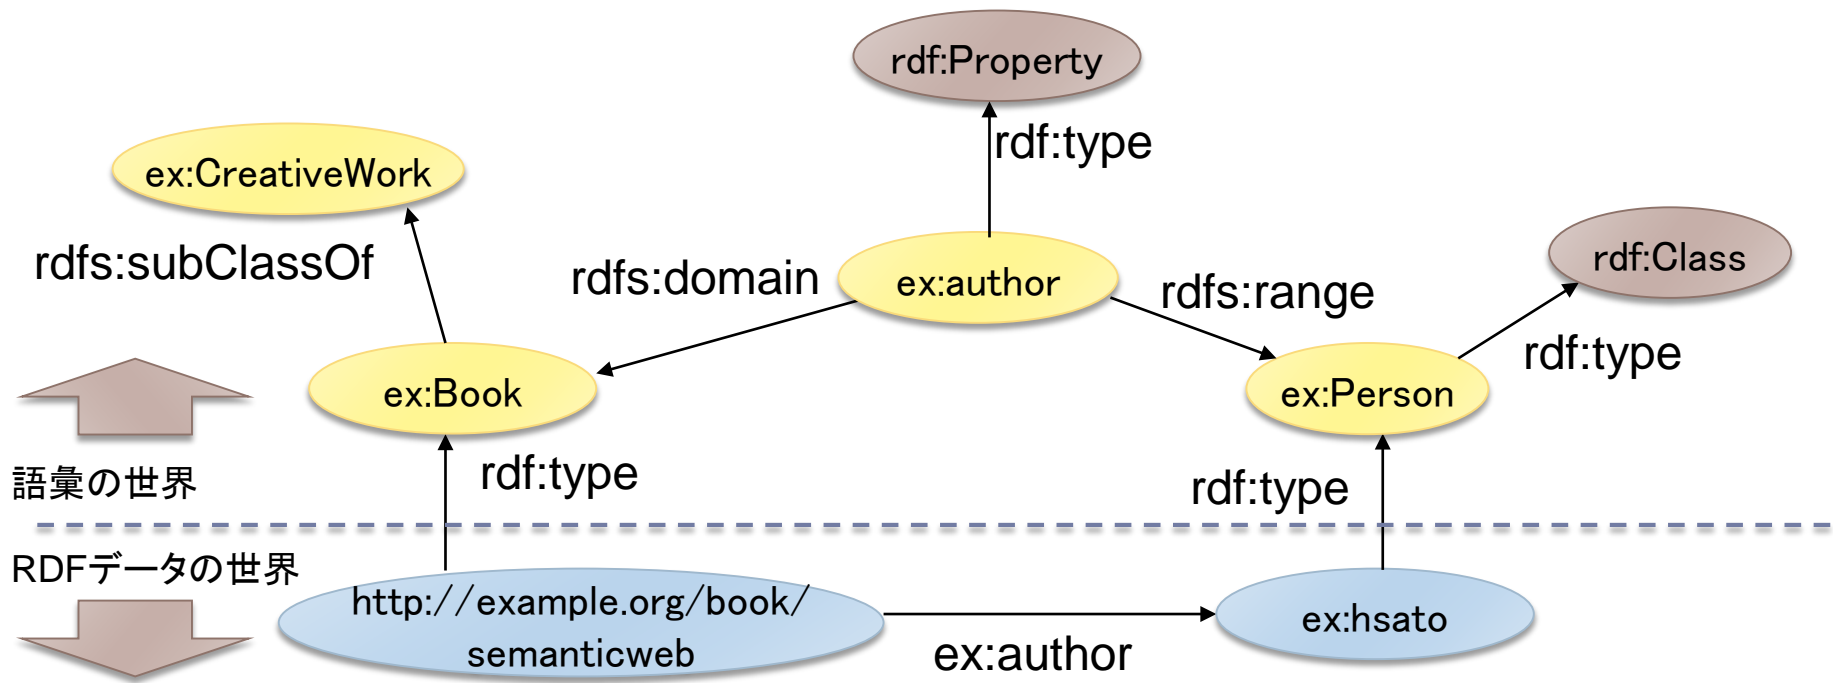 rdf:Property
rdf:type
ex:CreativeWork
rdfs:subClassOf
rdfs:domain
ex:author
rdfs:range
rdf:Class
rdf:type
ex:Book
ex:Person
語彙の世界
rdf:type
rdf:type
RDFデータの世界
http://example.org/book/
semanticweb
ex:author
ex:hsato